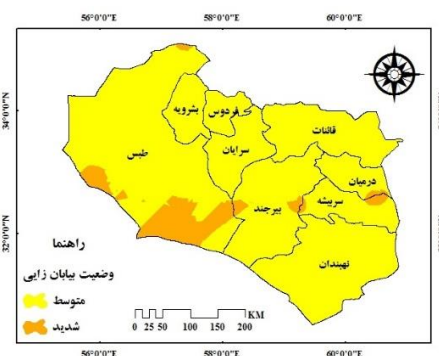 56°0'0"E 58°0'0"E 60°0'0"E
34°0'0"N
32°0'0"N
طبس
بشرویه
فردوس
سرایان
قائنات
درمیان
سربیشه
بیرجند
نهبندان
راهنما
وضعیت بیابان زایی
متوسط
شدید
0 25 50 100 150 200 KM
56°0'0"E 58°0'0"E 60°0'0"E